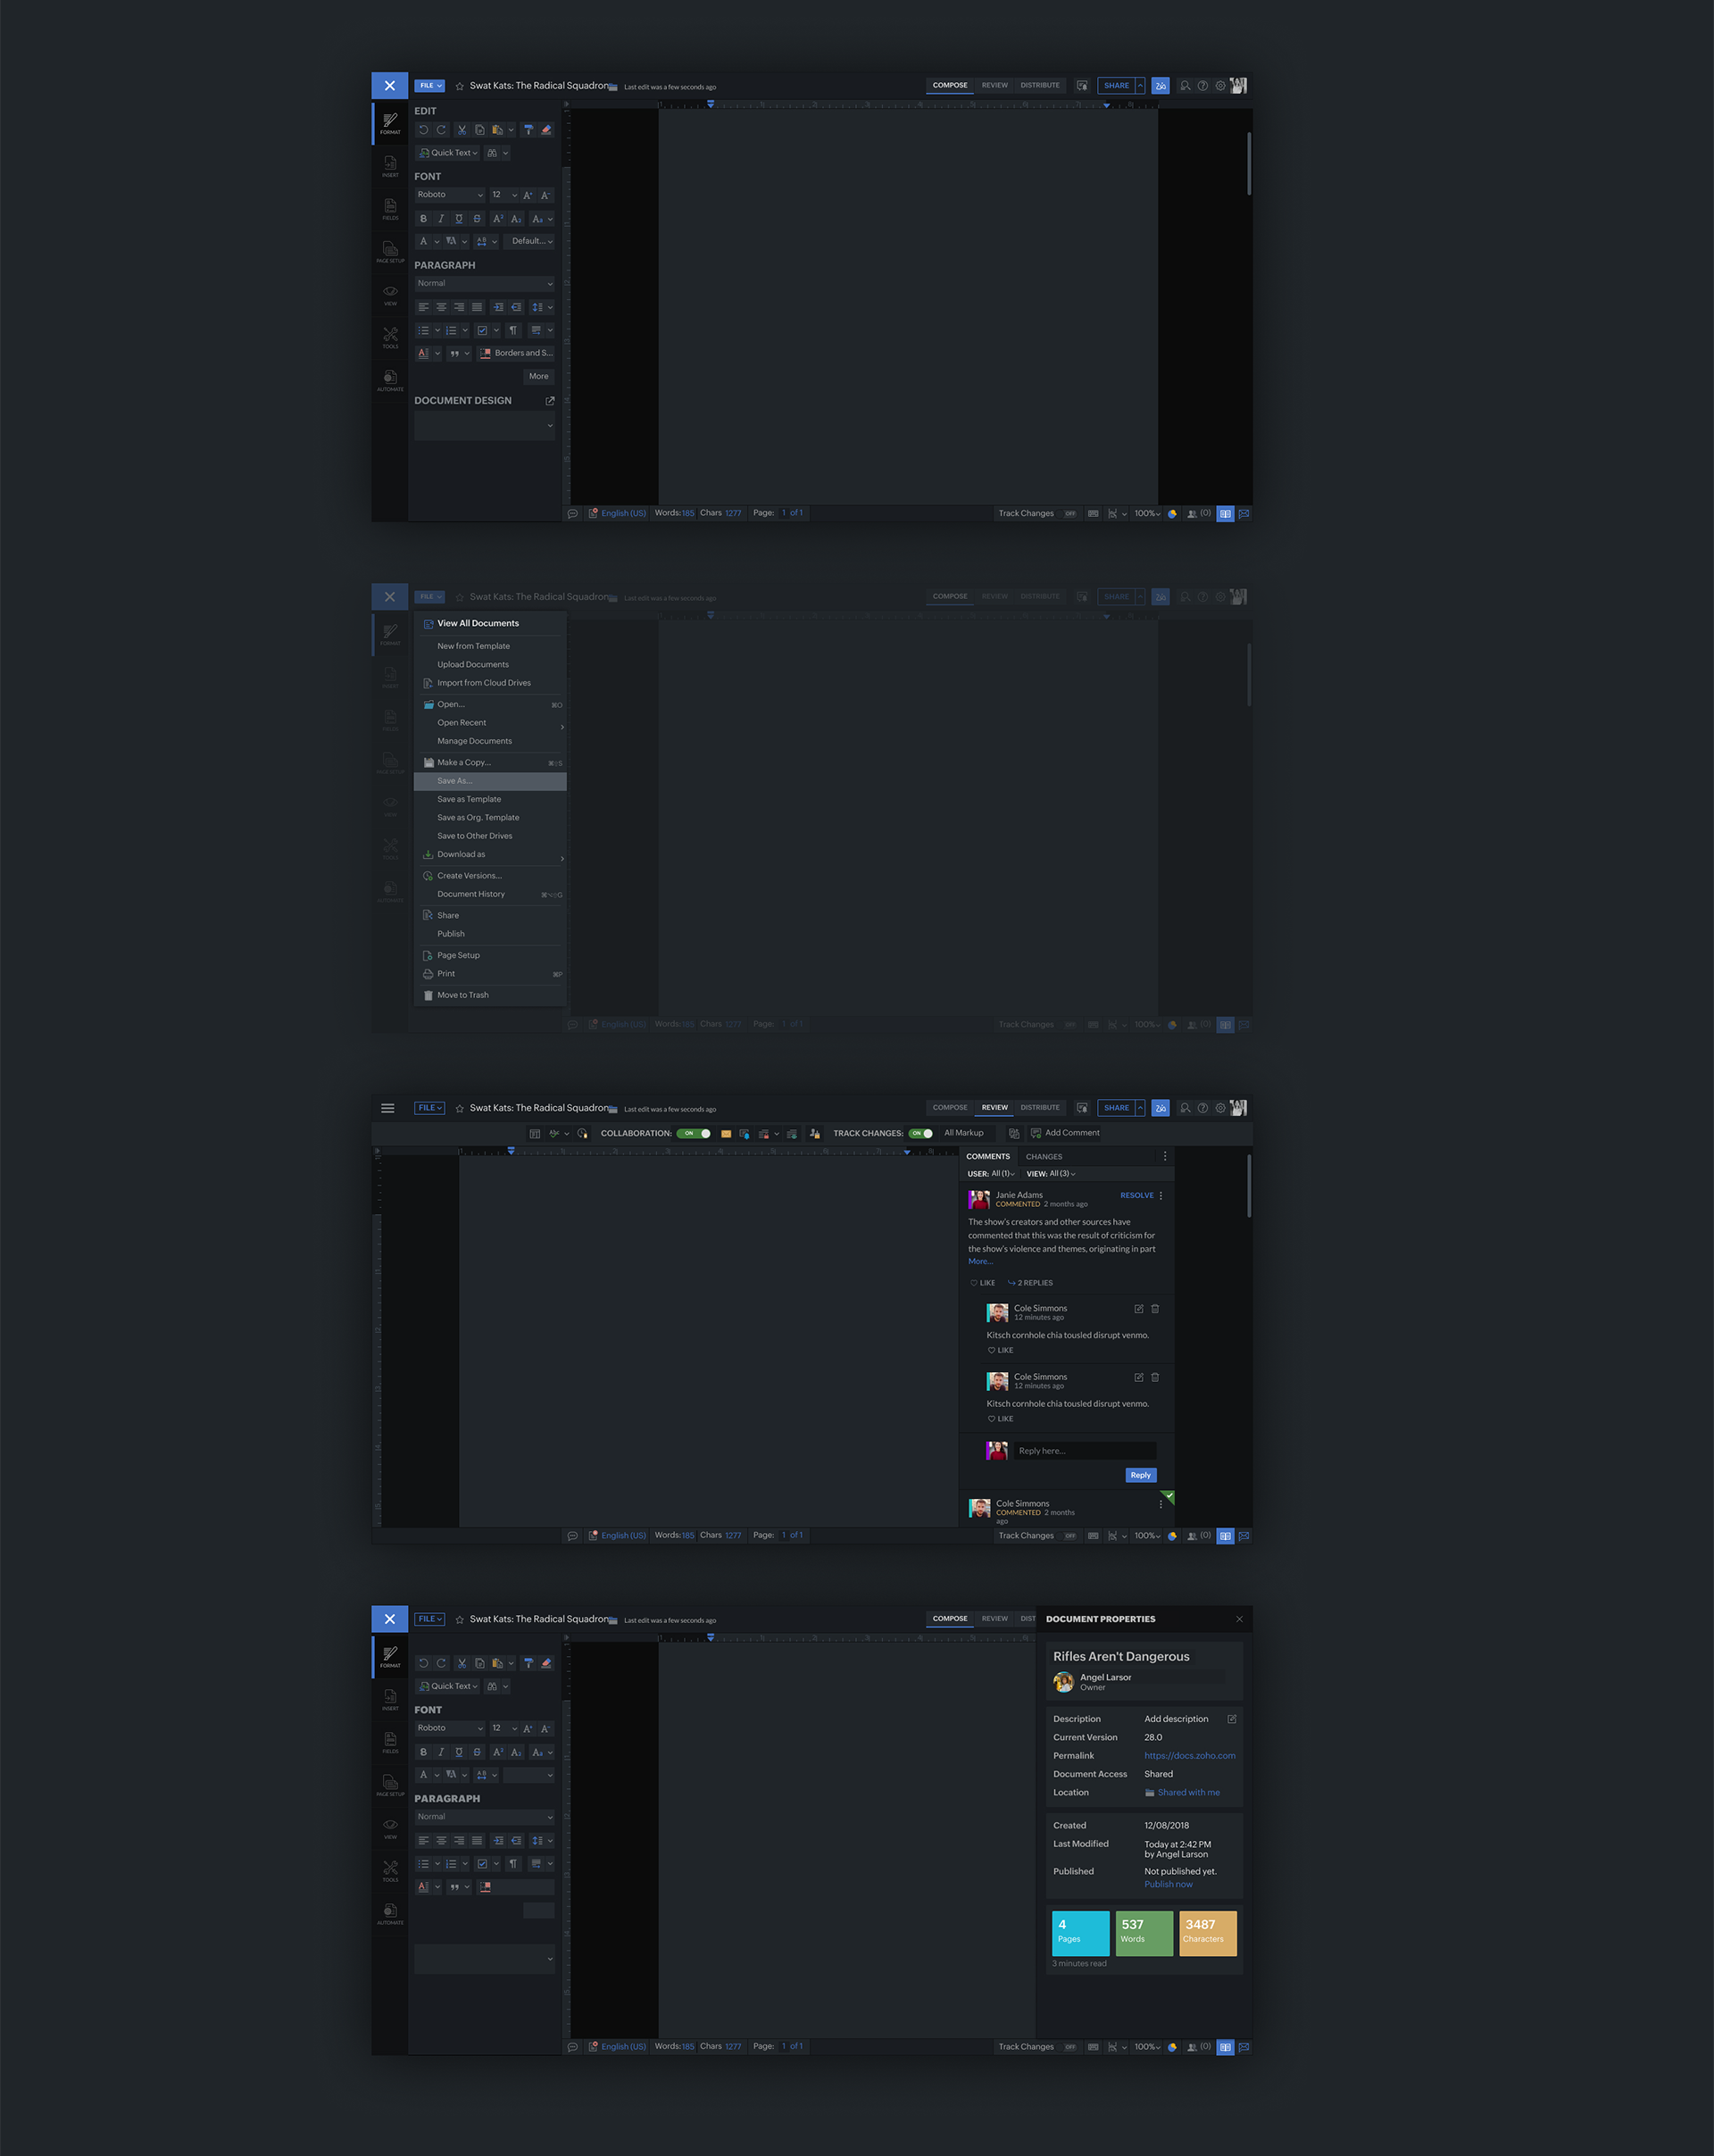 FILE Swat Kats: The Radical Squadron Last edit was a few seconds ago COMPOSE REVIEW DISTRIBUTE SHARE
FORMAT
INSERT
FIELDS
PAGE SETUP
VIEW
TOOLS
AUTOMATE
EDIT
Quick Text
FONT
Roboto 12
Default...
PARAGRAPH
Normal
Borders and S...
More
DOCUMENT DESIGN
English (US) Words:185 Chars 1277 Page: 1 of 1 Track Changes OFF 100% (0)
FILE Swat Kats: The Radical Squadron Last edit was a few seconds ago COMPOSE REVIEW DISTRIBUTE SHARE
FORMAT
INSERT
FIELDS
PAGE SETUP
VIEW
TOOLS
AUTOMATE
View All Documents
New from Template
Upload Documents
Import from Cloud Drives
Open... ⌘O
Open Recent
Manage Documents
Make a Copy... ⌘⇧S
Save As...
Save as Template
Save as Org. Template
Save to Other Drives
Download as
Create Versions...
Document History
Share
Publish
Page Setup
Print ⌘P
Move to Trash
English (US) Words:185 Chars 1277 Page: 1 of 1 Track Changes OFF 100% (0)
FILE Swat Kats: The Radical Squadron Last edit was a few seconds ago COMPOSE REVIEW DISTRIBUTE SHARE
COLLABORATION: ON TRACK CHANGES: ON All Markup Add Comment
COMMENTS CHANGES
USER: All (1) VIEW: All (3)
Janie Adams RESOLVE
COMMENTED 2 months ago
The show's creators and other sources have
commented that this was the result of criticism for
the show's violence and themes, originating in part
More...
LIKE 2 REPLIES
Cole Simmons
12 minutes ago
Kitsch cornhole chia tousled disrupt venmo.
LIKE
Cole Simmons
12 minutes ago
Kitsch cornhole chia tousled disrupt venmo.
LIKE
Reply here...
Reply
Cole Simmons
COMMENTED 2 months
ago
English (US) Words:185 Chars 1277 Page: 1 of 1 Track Changes OFF 100% (0)
FILE Swat Kats: The Radical Squadron Last edit was a few seconds ago COMPOSE REVIEW DIST
FORMAT
INSERT
FIELDS
PAGE SETUP
VIEW
TOOLS
AUTOMATE
Quick Text
FONT
Roboto 12
PARAGRAPH
Normal
DOCUMENT PROPERTIES
Rifles Aren't Dangerous
Angel Larsor
Owner
Description Add description
Current Version 28.0
Permalink https://docs.zoho.com
Document Access Shared
Location Shared with me
Created 12/08/2018
Last Modified Today at 2:42 PM
by Angel Larson
Published Not published yet.
Publish now
4 537 3487
Pages Words Characters
3 minutes read
English (US) Words:185 Chars 1277 Page: 1 of 1 Track Changes OFF 100% (0)